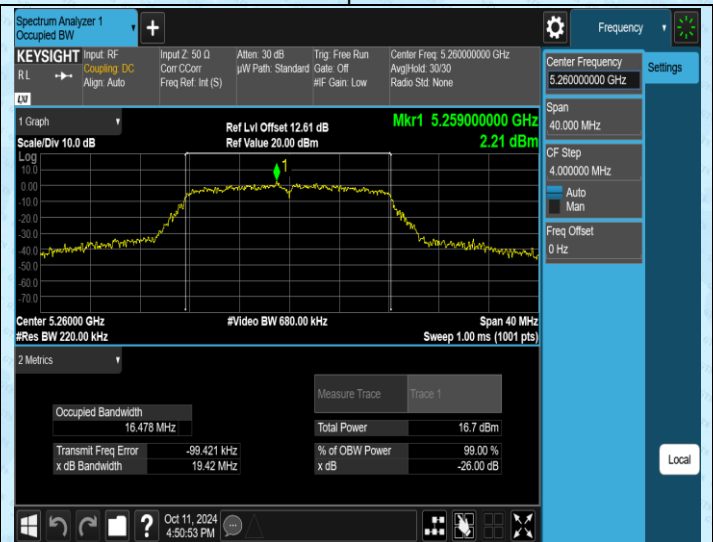 Spectrum Analyzer 1
Occupied BW
+
Frequency
KEYSIGHT
RL
LXI
Input: RF
Coupling: DC
Align: Auto
Input Z: 50 Ω
Corr CCorr
Freq Ref: Int (S)
Atten: 30 dB
µW Path: Standard
Trig: Free Run
Gate: Off
#IF Gain: Low
Center Freq: 5.260000000 GHz
Avg|Hold: 30/30
Radio Std: None
Center Frequency
5.260000000 GHz
Settings
Span
40.000 MHz
CF Step
4.000000 MHz
Auto
Man
Freq Offset
0 Hz
1 Graph
Scale/Div 10.0 dB
Ref Lvl Offset 12.61 dB
Ref Value 20.00 dBm
Mkr1 5.259000000 GHz
2.21 dBm
Log
10.0
0.00
-10.0
-20.0
-30.0
-40.0
-50.0
-60.0
-70.0
1
Center 5.26000 GHz
#Res BW 220.00 kHz
#Video BW 680.00 kHz
Span 40 MHz
Sweep 1.00 ms (1001 pts)
2 Metrics
Measure Trace Trace 1
Occupied Bandwidth
16.478 MHz
Total Power 16.7 dBm
Transmit Freq Error -99.421 kHz
x dB Bandwidth 19.42 MHz
% of OBW Power 99.00 %
x dB -26.00 dB
Local
?
Oct 11, 2024
4:50:53 PM